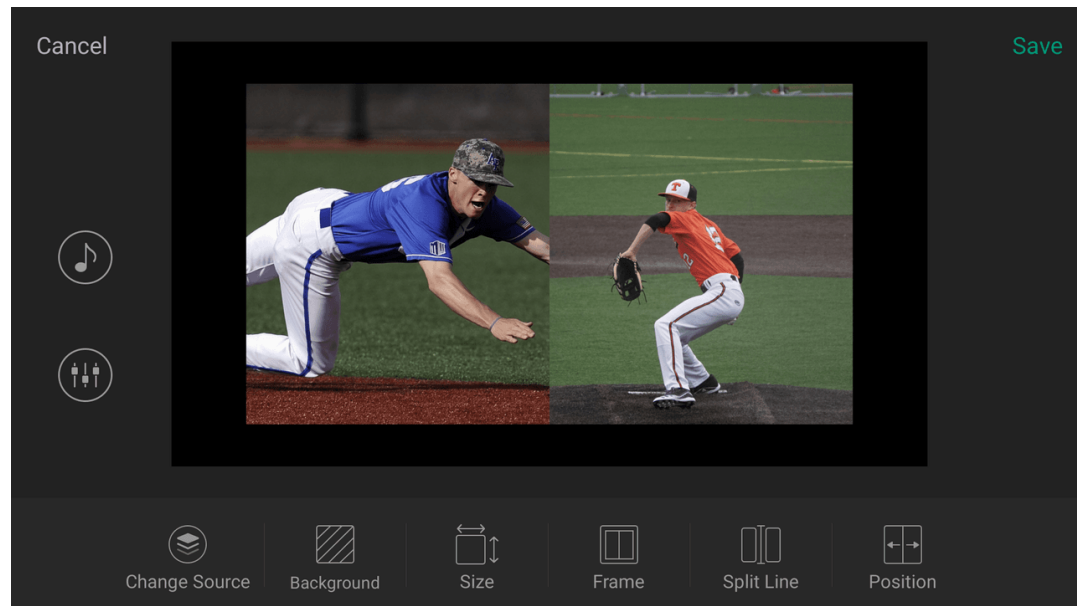 Cancel
Save
T
Change Source
Background
Size
Frame
Split Line
Position